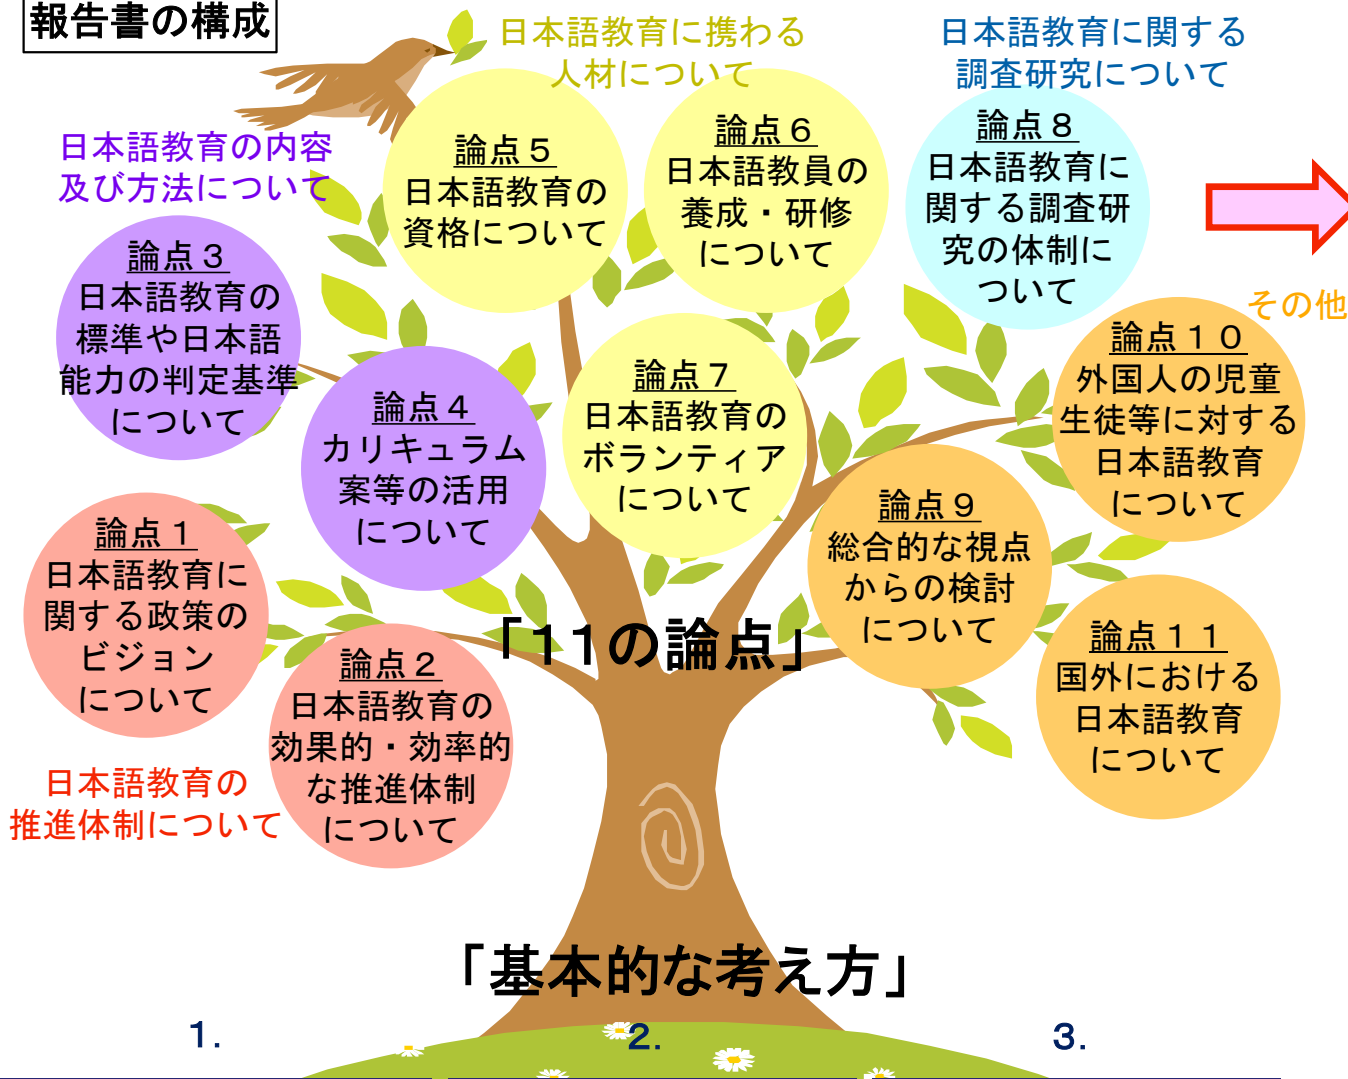 報告書の構成
日本語教育に携わる
人材について
日本語教育に関する
調査研究について
日本語教育の内容
及び方法について
論点５
日本語教育の
資格について
論点６
日本語教員の
養成・研修
について
論点８
日本語教育に
関する調査研
究の体制に
ついて
論点３
日本語教育の
標準や日本語
能力の判定基準
について
論点４
カリキュラム
案等の活用
について
論点７
日本語教育の
ボランティア
について
その他
論点１０
外国人の児童
生徒等に対する
日本語教育
について
論点１
日本語教育に
関する政策の
ビジョン
について
論点２
日本語教育の
効果的・効率的
な推進体制
について
論点９
総合的な視点
からの検討
について
論点１１
国外における
日本語教育
について
日本語教育の
推進体制について
「11の論点」
「基本的な考え方」
1.
2.
3.